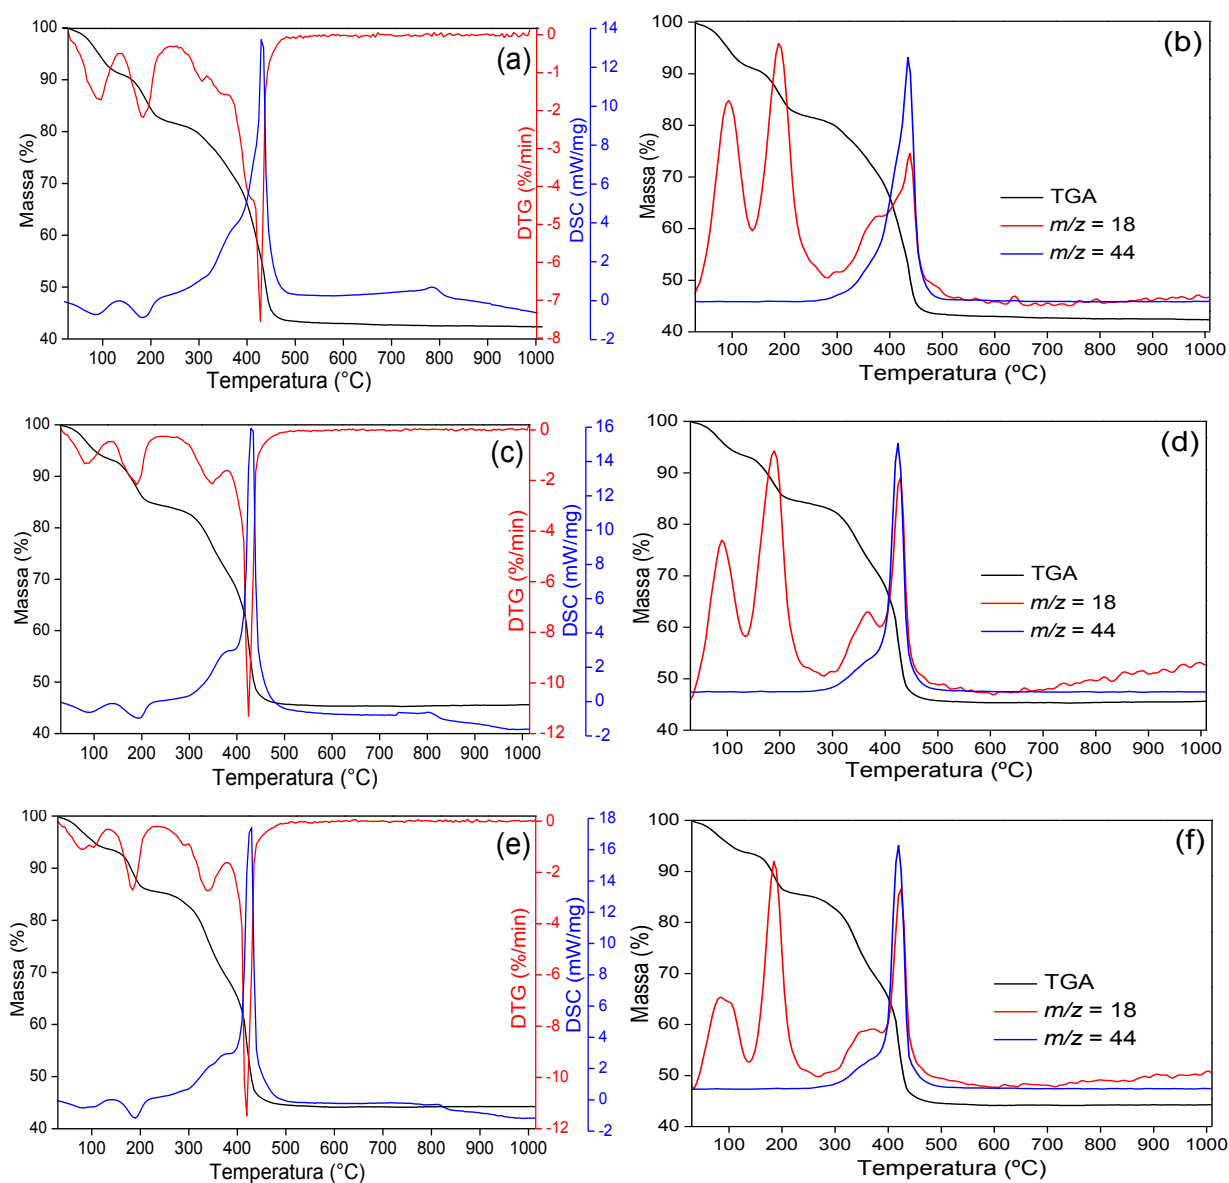 (a)
100
90
80
70
60
50
40
Massa (%)
100 200 300 400 500 600 700 800 900 1000
Temperatura (°C)
0
-1
-2
-3
-4
-5
-6
-7
-8
DTG (%/min)
14
12
10
8
6
4
2
0
-2
DSC (mW/mg)
(b)
100
90
80
70
60
50
40
Massa (%)
100 200 300 400 500 600 700 800 900 1000
Temperatura (ºC)
TGA
m/z = 18
m/z = 44
(c)
100
90
80
70
60
50
40
Massa (%)
100 200 300 400 500 600 700 800 900 1000
Temperatura (°C)
0
-2
-4
-6
-8
-10
-12
DTG (%/min)
16
14
12
10
8
6
4
2
0
-2
DSC (mW/mg)
(d)
100
90
80
70
60
50
40
Massa (%)
100 200 300 400 500 600 700 800 900 1000
Temperatura (ºC)
TGA
m/z = 18
m/z = 44
(e)
100
90
80
70
60
50
40
Massa (%)
100 200 300 400 500 600 700 800 900 1000
Temperatura (°C)
0
-2
-4
-6
-8
-10
-12
DTG (%/min)
18
16
14
12
10
8
6
4
2
0
-2
DSC (mW/mg)
(f)
100
90
80
70
60
50
40
Massa (%)
100 200 300 400 500 600 700 800 900 1000
Temperatura (ºC)
TGA
m/z = 18
m/z = 44